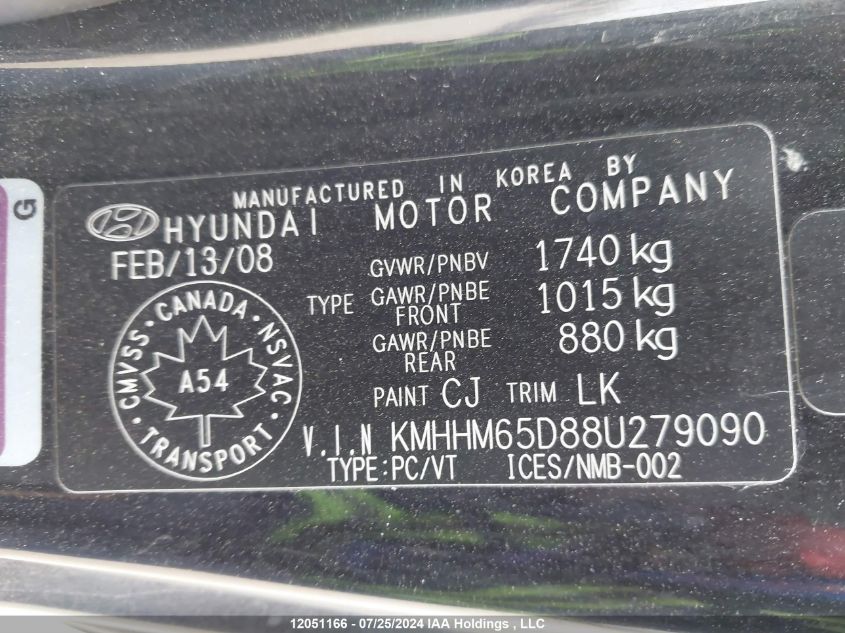 G
MANUFACTURED IN KOREA BY
HYUNDAI MOTOR COMPANY
FEB/13/08
GVWR/PNBV 1740 kg
TYPE GAWR/PNBE FRONT 1015 kg
GAWR/PNBE REAR 880 kg
PAINT CJ TRIM LK
CMVSS · CANADA · NSVAC · TRANSPORT ·
A54
V.I.N KMHHM65D88U279090
TYPE:PC/VT ICES/NMB-002
12051166 - 07/25/2024 IAA Holdings , LLC